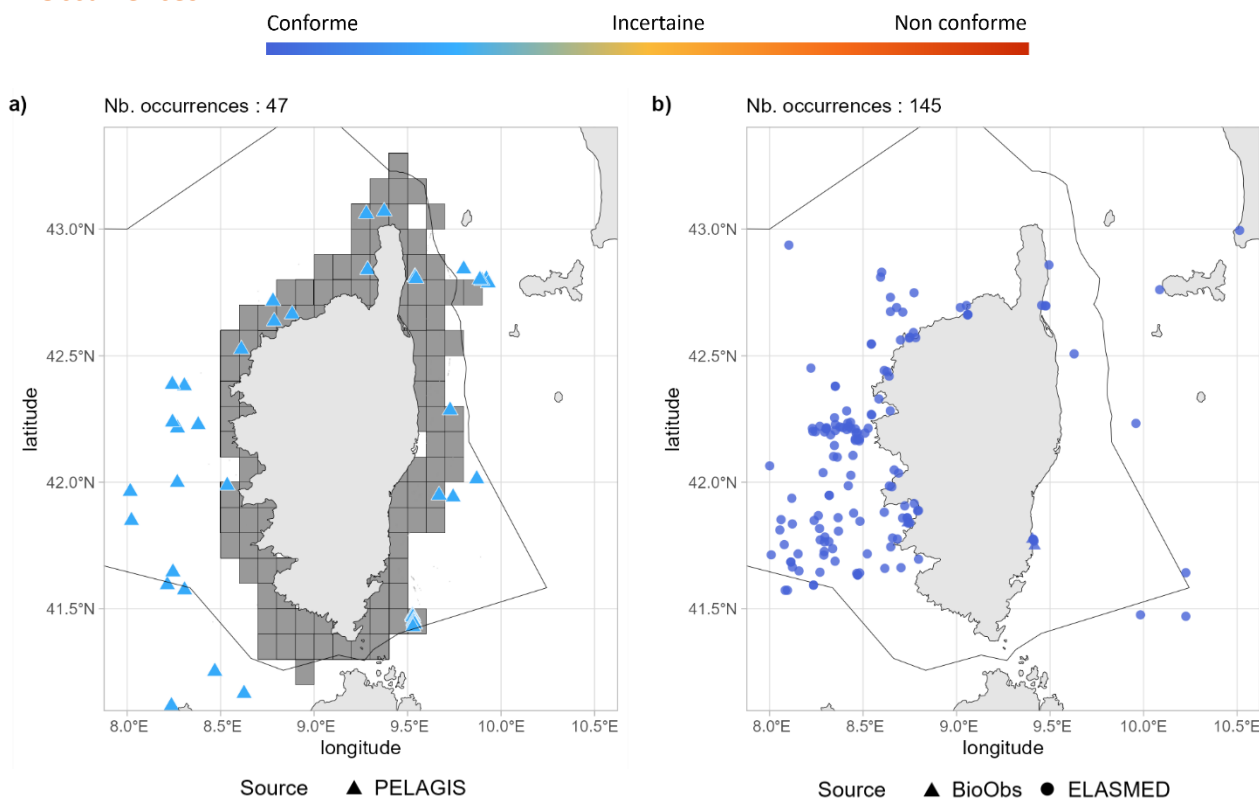 Conforme Incertaine Non conforme
a) Nb. occurrences : 47
43.0°N
42.5°N
42.0°N
41.5°N
latitude
8.0°E 8.5°E 9.0°E 9.5°E 10.0°E 10.5°E
longitude
Source PELAGIS
b) Nb. occurrences : 145
43.0°N
42.5°N
42.0°N
41.5°N
latitude
8.0°E 8.5°E 9.0°E 9.5°E 10.0°E 10.5°E
longitude
Source BioObs ELASMED